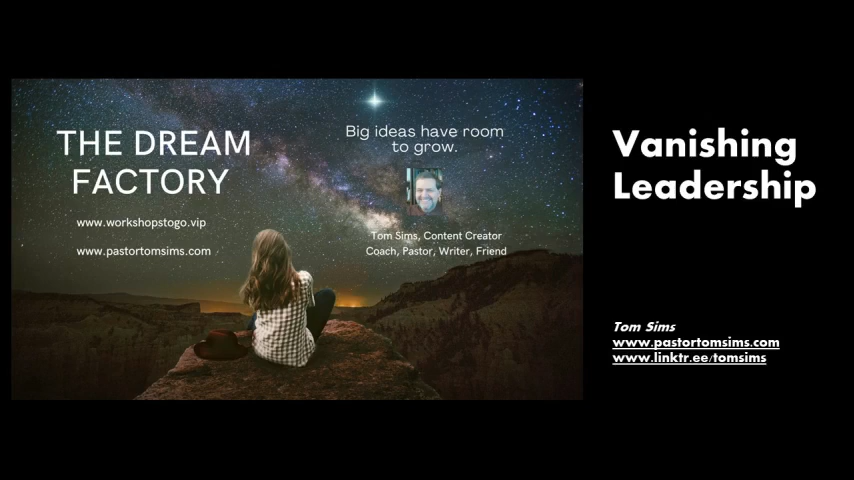 THE DREAM
FACTORY
www.workshopstogo.vip
www.pastortomsims.com
Big ideas have room
to grow.
Tom Sims, Content Creator
Coach, Pastor, Writer, Friend
Vanishing
Leadership
Tom Sims
www.pastortomsims.com
www.linktr.ee/tomsims